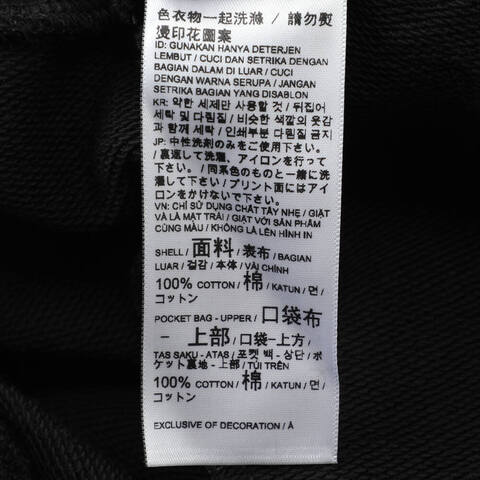 色衣物一起洗滌 / 請勿熨
燙印花圖案
ID: GUNAKAN HANYA DETERJEN
LEMBUT / CUCI DAN SETRIKA DENGAN
BAGIAN DALAM DI LUAR / CUCI
DENGAN WARNA SERUPA / JANGAN
SETRIKA BAGIAN YANG DISABLON
KR: 약한 세제만 사용할 것 / 뒤집어
세탁 및 다림질 / 비슷한 색깔의 옷감
과 함께 세탁 / 인쇄부분 다림질 금지
JP: 中性洗剤のみをご使用下さい。
/ 裏返して洗濯、アイロンを行って下
さい。/ 同系色のものと一緒に洗
濯して下さい / プリント面にはアイ
ロンをかけないで下さい。
VN: CHỈ SỬ DỤNG CHẤT TẨY NHẸ / GIẶT
VÀ LÀ MẶT TRÁI / GIẶT VỚI SẢN PHẨM
CÙNG MÀU / KHÔNG LÀ LÊN HÌNH IN
SHELL / 面料 / 表布 / BAGIAN
LUAR / 겉감 / 本体 / VẢI CHÍNH
100% COTTON / 棉 / KATUN / 면 /
コットン
POCKET BAG - UPPER / 口袋布
- 上部 / 口袋-上方 /
TAS SAKU - ATAS / 포켓 백 - 상단 / ポ
ケット裏地 - 上部 / TÚI TRÊN
100% COTTON / 棉 / KATUN / 면 /
コットン
EXCLUSIVE OF DECORATION / À